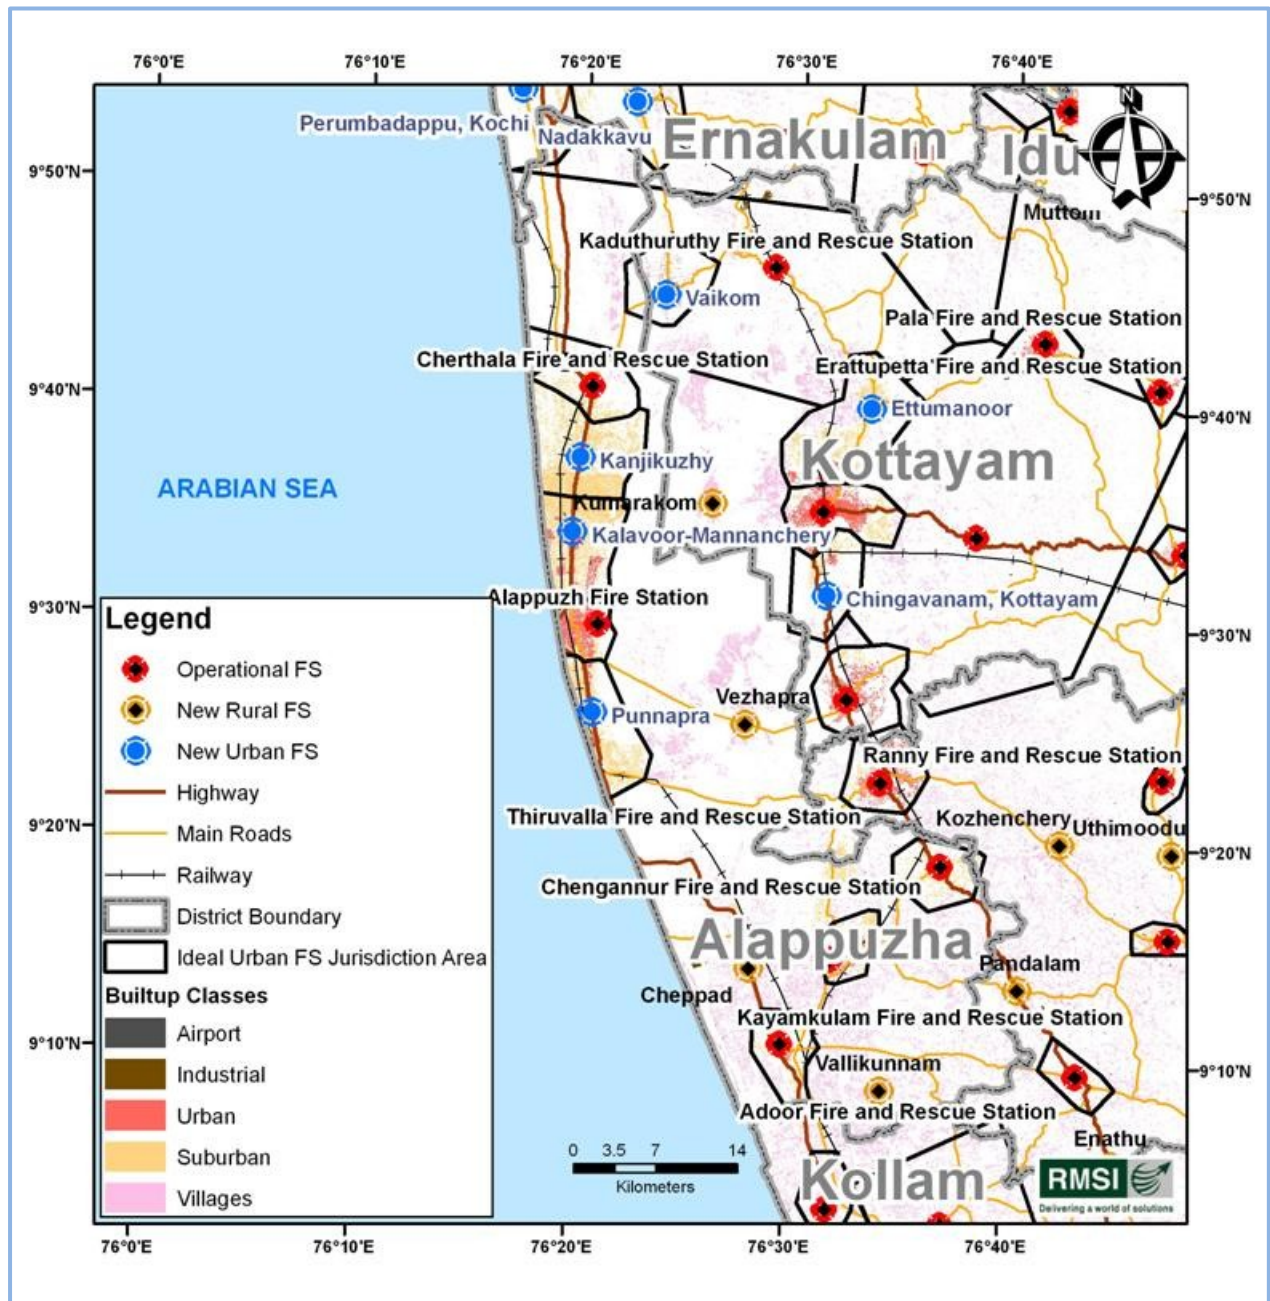 76°0'E 76°10'E 76°20'E 76°30'E 76°40'E
N
Perumbadappu, Kochi
Nadakkavu
Ernakulam
Idu
9°50'N
9°50'N
Muttom
Kaduthuruthy Fire and Rescue Station
Vaikom
Pala Fire and Rescue Station
Cherthala Fire and Rescue Station
Erattupetta Fire and Rescue Station
9°40'N
9°40'N
Ettumanoor
Kanjikuzhy
Kottayam
ARABIAN SEA
Kumarakom
Kalavoor-Mannanchery
Alappuzh Fire Station
Chingavanam, Kottayam
9°30'N
9°30'N
Legend
Operational FS
New Rural FS
New Urban FS
Highway
Main Roads
Railway
District Boundary
Ideal Urban FS Jurisdiction Area
Builtup Classes
Airport
Industrial
Urban
Suburban
Villages
Vezhapra
Punnapra
Ranny Fire and Rescue Station
Thiruvalla Fire and Rescue Station
Kozhenchery
Uthimoodu
9°20'N
9°20'N
Chengannur Fire and Rescue Station
Alappuzha
Pandalam
Cheppad
Kayamkulam Fire and Rescue Station
9°10'N
9°10'N
Vallikunnam
Adoor Fire and Rescue Station
Enathu
0 3.5 7 14
Kilometers
Kollam
RMSI
Delivering a world of solutions
76°0'E 76°10'E 76°20'E 76°30'E 76°40'E